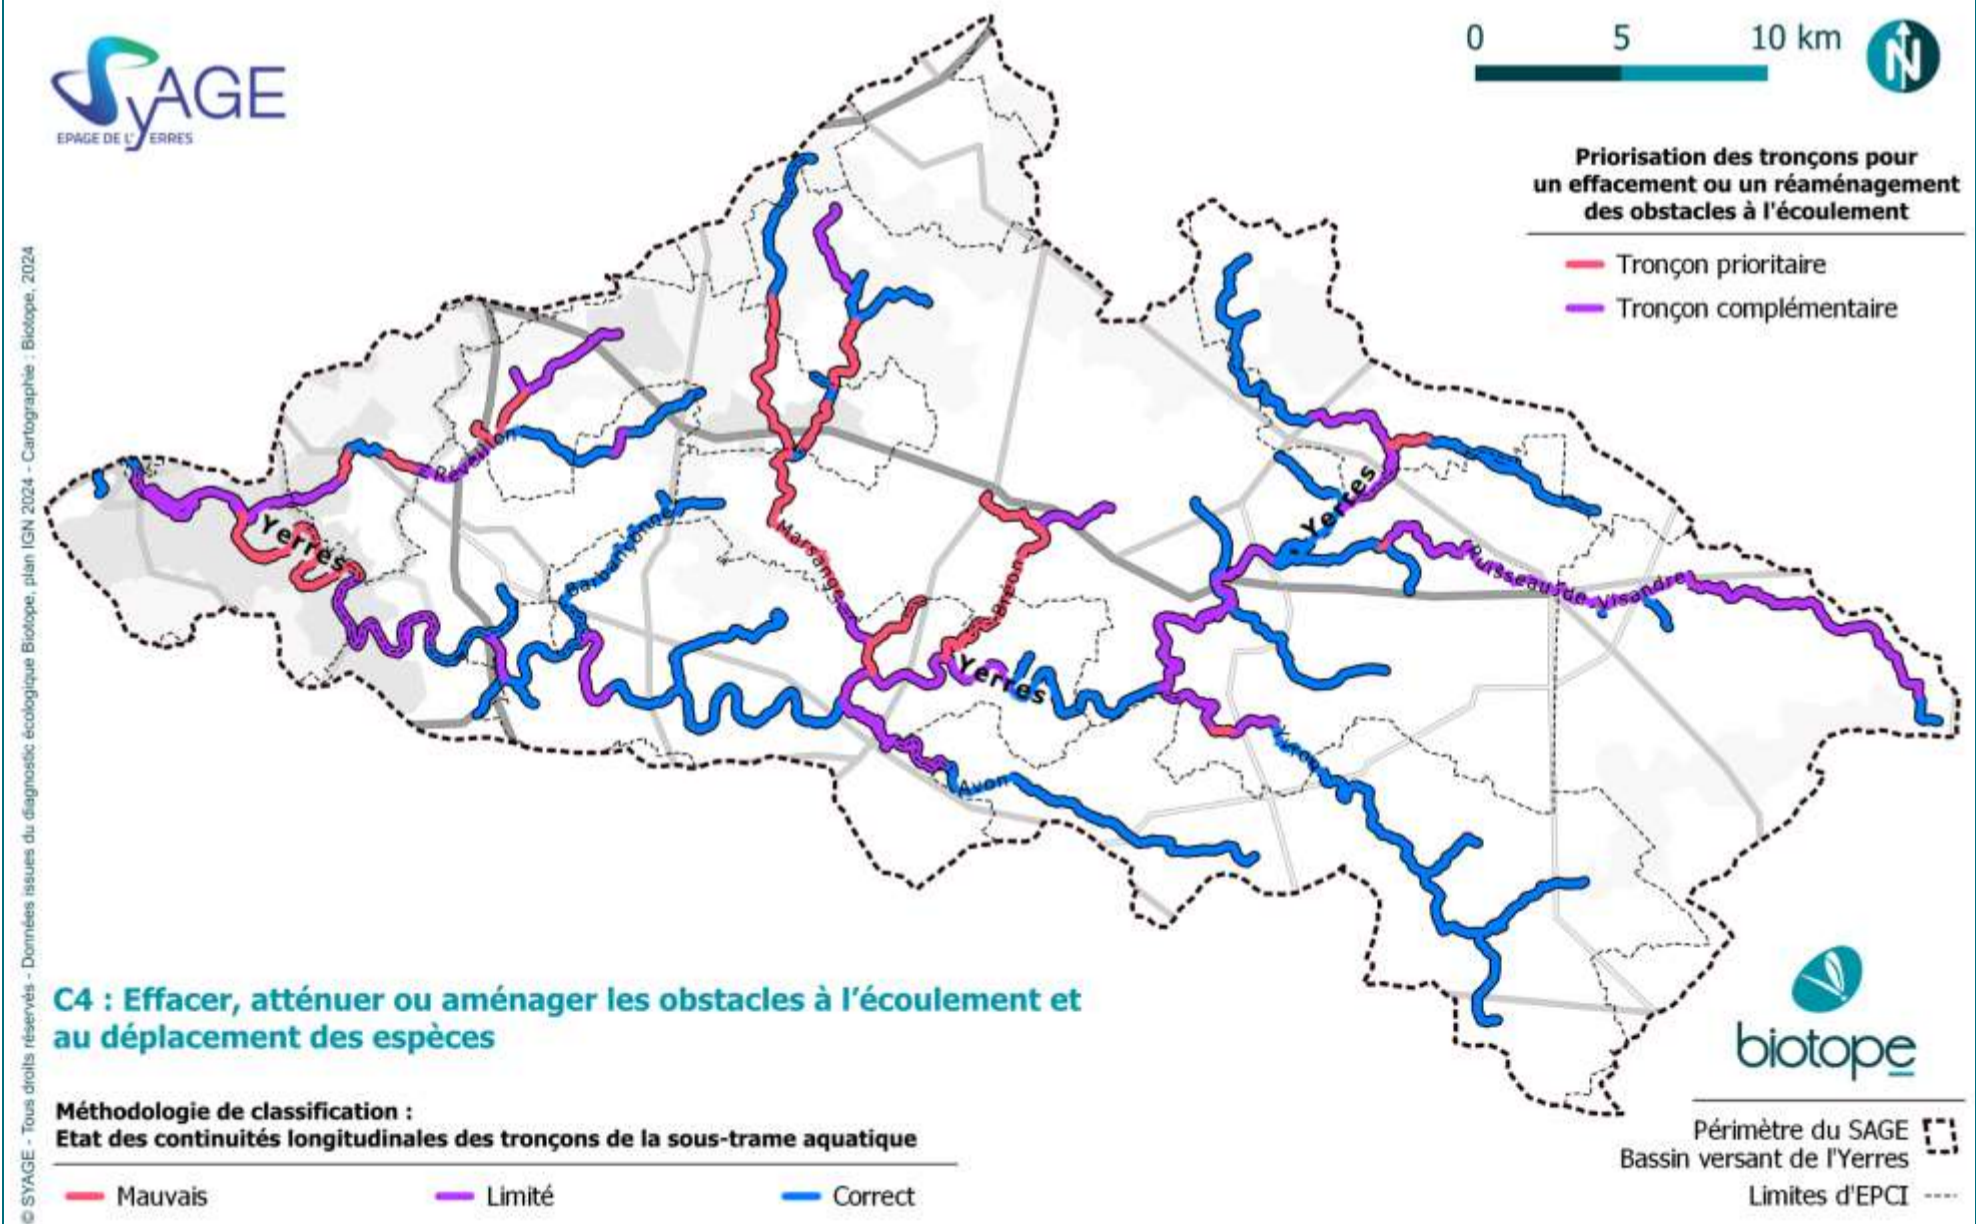 SyAGE
EPAGE DE L'YERRES
0 5 10 km
N
Priorisation des tronçons pour
un effacement ou un réaménagement
des obstacles à l'écoulement
Tronçon prioritaire
Tronçon complémentaire
Réveillon
Yerres
Barbançonne
Marsange
Bréon
Yerres
Yerres
Ruisseau de Visandre
Yvron
Avon
© SYAGE - Tous droits réservés - Données issues du diagnostic écologique Biotope, plan IGN 2024 - Cartographie : Biotope, 2024
C4 : Effacer, atténuer ou aménager les obstacles à l’écoulement et
au déplacement des espèces
Méthodologie de classification :
Etat des continuités longitudinales des tronçons de la sous-trame aquatique
Mauvais Limité Correct
biotope
Périmètre du SAGE
Bassin versant de l'Yerres
Limites d'EPCI